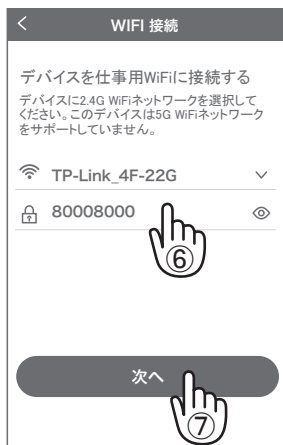 WIFI 接続
デバイスを仕事用WiFiに接続する
デバイスに2.4G WiFiネットワークを選択して
ください。このデバイスは5G WiFiネットワーク
をサポートしていません。
TP-Link_4F-22G
80008000
⑥
次へ
⑦